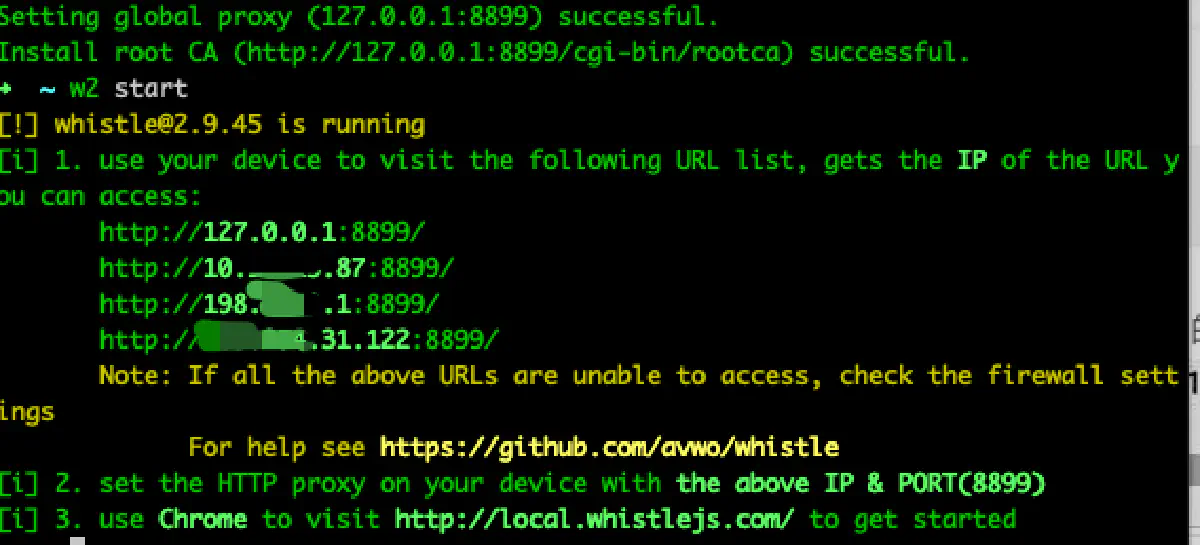 Setting global proxy (127.0.0.1:8899) successful.
Install root CA (http://127.0.0.1:8899/cgi-bin/rootca) successful.
➜ ~ w2 start
[!] whistle@2.9.45 is running
[i] 1. use your device to visit the following URL list, gets the IP of the URL y
ou can access:
http://127.0.0.1:8899/
http://10. .87:8899/
http://198. .1:8899/
http:// .31.122:8899/
Note: If all the above URLs are unable to access, check the firewall sett
ings
For help see https://github.com/avwo/whistle
[i] 2. set the HTTP proxy on your device with the above IP & PORT(8899)
[i] 3. use Chrome to visit http://local.whistlejs.com/ to get started